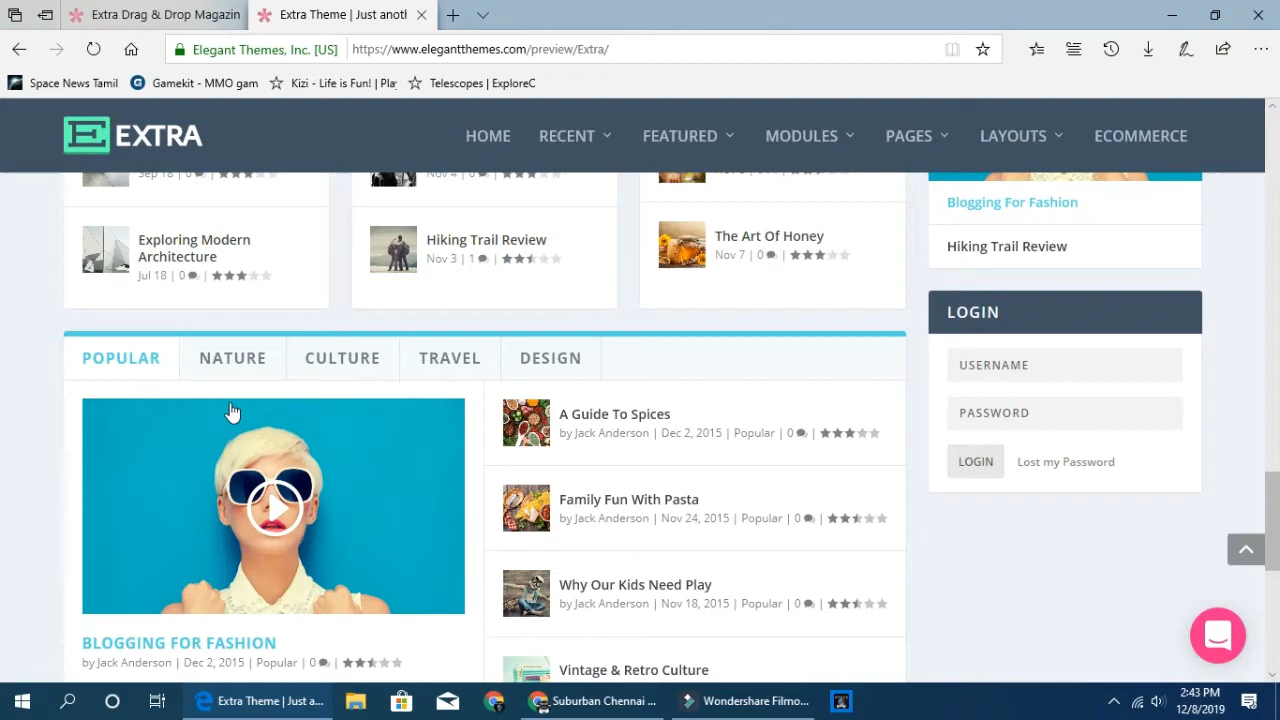 Extra Drag & Drop Magazin
Extra Theme | Just anotl
Elegant Themes, Inc. [US]
https://www.elegantthemes.com/preview/Extra/
Space News Tamil
Gamekit - MMO gam
Kizi - Life is Fun! | Pla
Telescopes | ExploreC
E EXTRA
HOME
RECENT
FEATURED
MODULES
PAGES
LAYOUTS
ECOMMERCE
Sep 18 | 0
Nov 4 | 0
Exploring Modern
Architecture
Jul 18 | 0
Hiking Trail Review
Nov 3 | 1
The Art Of Honey
Nov 7 | 0
Blogging For Fashion
Hiking Trail Review
LOGIN
USERNAME
PASSWORD
LOGIN
Lost my Password
POPULAR
NATURE
CULTURE
TRAVEL
DESIGN
BLOGGING FOR FASHION
by Jack Anderson | Dec 2, 2015 | Popular | 0
A Guide To Spices
by Jack Anderson | Dec 2, 2015 | Popular | 0
Family Fun With Pasta
by Jack Anderson | Nov 24, 2015 | Popular | 0
Why Our Kids Need Play
by Jack Anderson | Nov 18, 2015 | Popular | 0
Vintage & Retro Culture
Extra Theme | Just a...
Suburban Chennai ...
Wondershare Filmo...
2:43 PM
12/8/2019